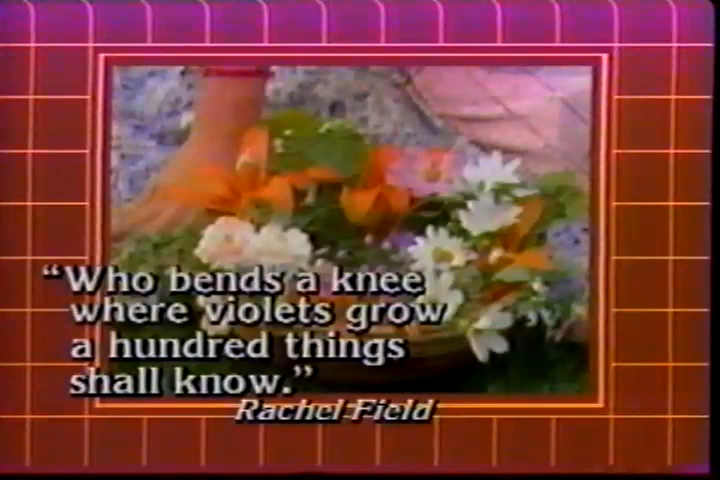 “Who bends a knee
where violets grow
a hundred things
shall know.”
Rachel Field